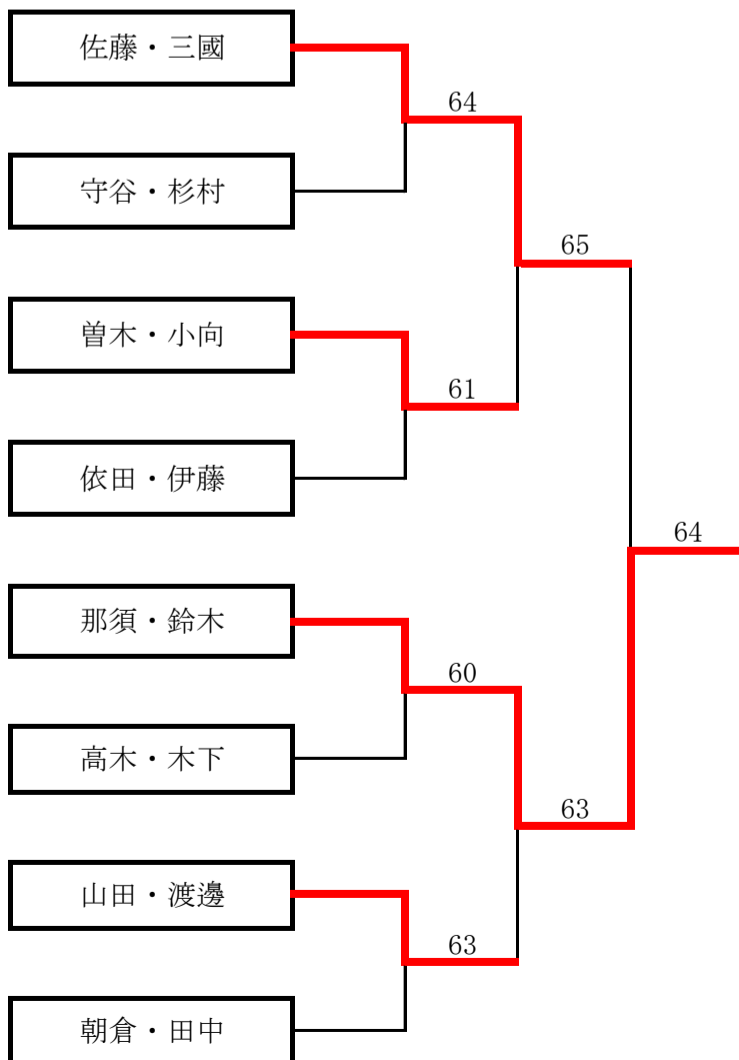 佐藤・三國
64
守谷・杉村
65
曽木・小向
61
依田・伊藤
64
那須・鈴木
60
高木・木下
63
山田・渡邊
63
朝倉・田中